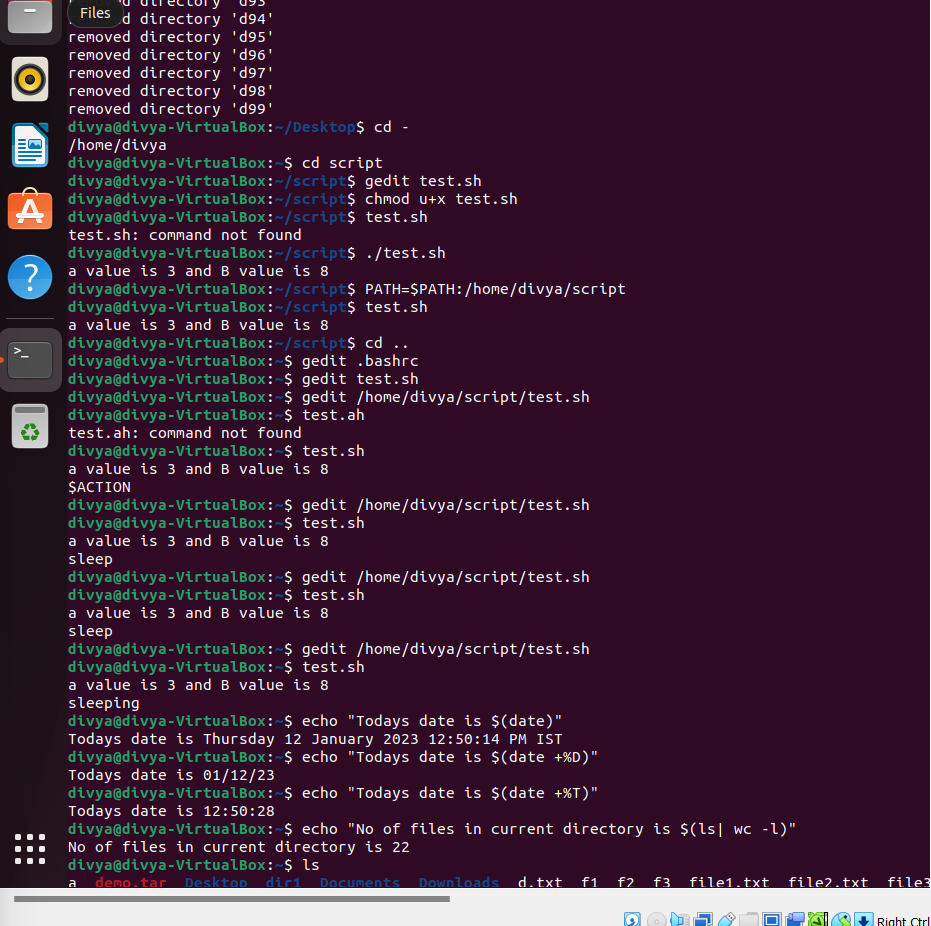 Files
removed directory 'd93'
removed directory 'd94'
removed directory 'd95'
removed directory 'd96'
removed directory 'd97'
removed directory 'd98'
removed directory 'd99'
divya@divya-VirtualBox:~/Desktop$ cd -
/home/divya
divya@divya-VirtualBox:~$ cd script
divya@divya-VirtualBox:~/script$ gedit test.sh
divya@divya-VirtualBox:~/script$ chmod u+x test.sh
divya@divya-VirtualBox:~/script$ test.sh
test.sh: command not found
divya@divya-VirtualBox:~/script$ ./test.sh
a value is 3 and B value is 8
divya@divya-VirtualBox:~/script$ PATH=$PATH:/home/divya/script
divya@divya-VirtualBox:~/script$ test.sh
a value is 3 and B value is 8
divya@divya-VirtualBox:~/script$ cd ..
divya@divya-VirtualBox:~$ gedit .bashrc
divya@divya-VirtualBox:~$ gedit test.sh
divya@divya-VirtualBox:~$ gedit /home/divya/script/test.sh
divya@divya-VirtualBox:~$ test.ah
test.ah: command not found
divya@divya-VirtualBox:~$ test.sh
a value is 3 and B value is 8
$ACTION
divya@divya-VirtualBox:~$ gedit /home/divya/script/test.sh
divya@divya-VirtualBox:~$ test.sh
a value is 3 and B value is 8
sleep
divya@divya-VirtualBox:~$ gedit /home/divya/script/test.sh
divya@divya-VirtualBox:~$ test.sh
a value is 3 and B value is 8
sleep
divya@divya-VirtualBox:~$ gedit /home/divya/script/test.sh
divya@divya-VirtualBox:~$ test.sh
a value is 3 and B value is 8
sleeping
divya@divya-VirtualBox:~$ echo "Todays date is $(date)"
Todays date is Thursday 12 January 2023 12:50:14 PM IST
divya@divya-VirtualBox:~$ echo "Todays date is $(date +%D)"
Todays date is 01/12/23
divya@divya-VirtualBox:~$ echo "Todays date is $(date +%T)"
Todays date is 12:50:28
divya@divya-VirtualBox:~$ echo "No of files in current directory is $(ls| wc -l)"
No of files in current directory is 22
divya@divya-VirtualBox:~$ ls
a demo.tar Desktop dir1 Documents Downloads d.txt f1 f2 f3 file1.txt file2.txt file3
Right Ctrl